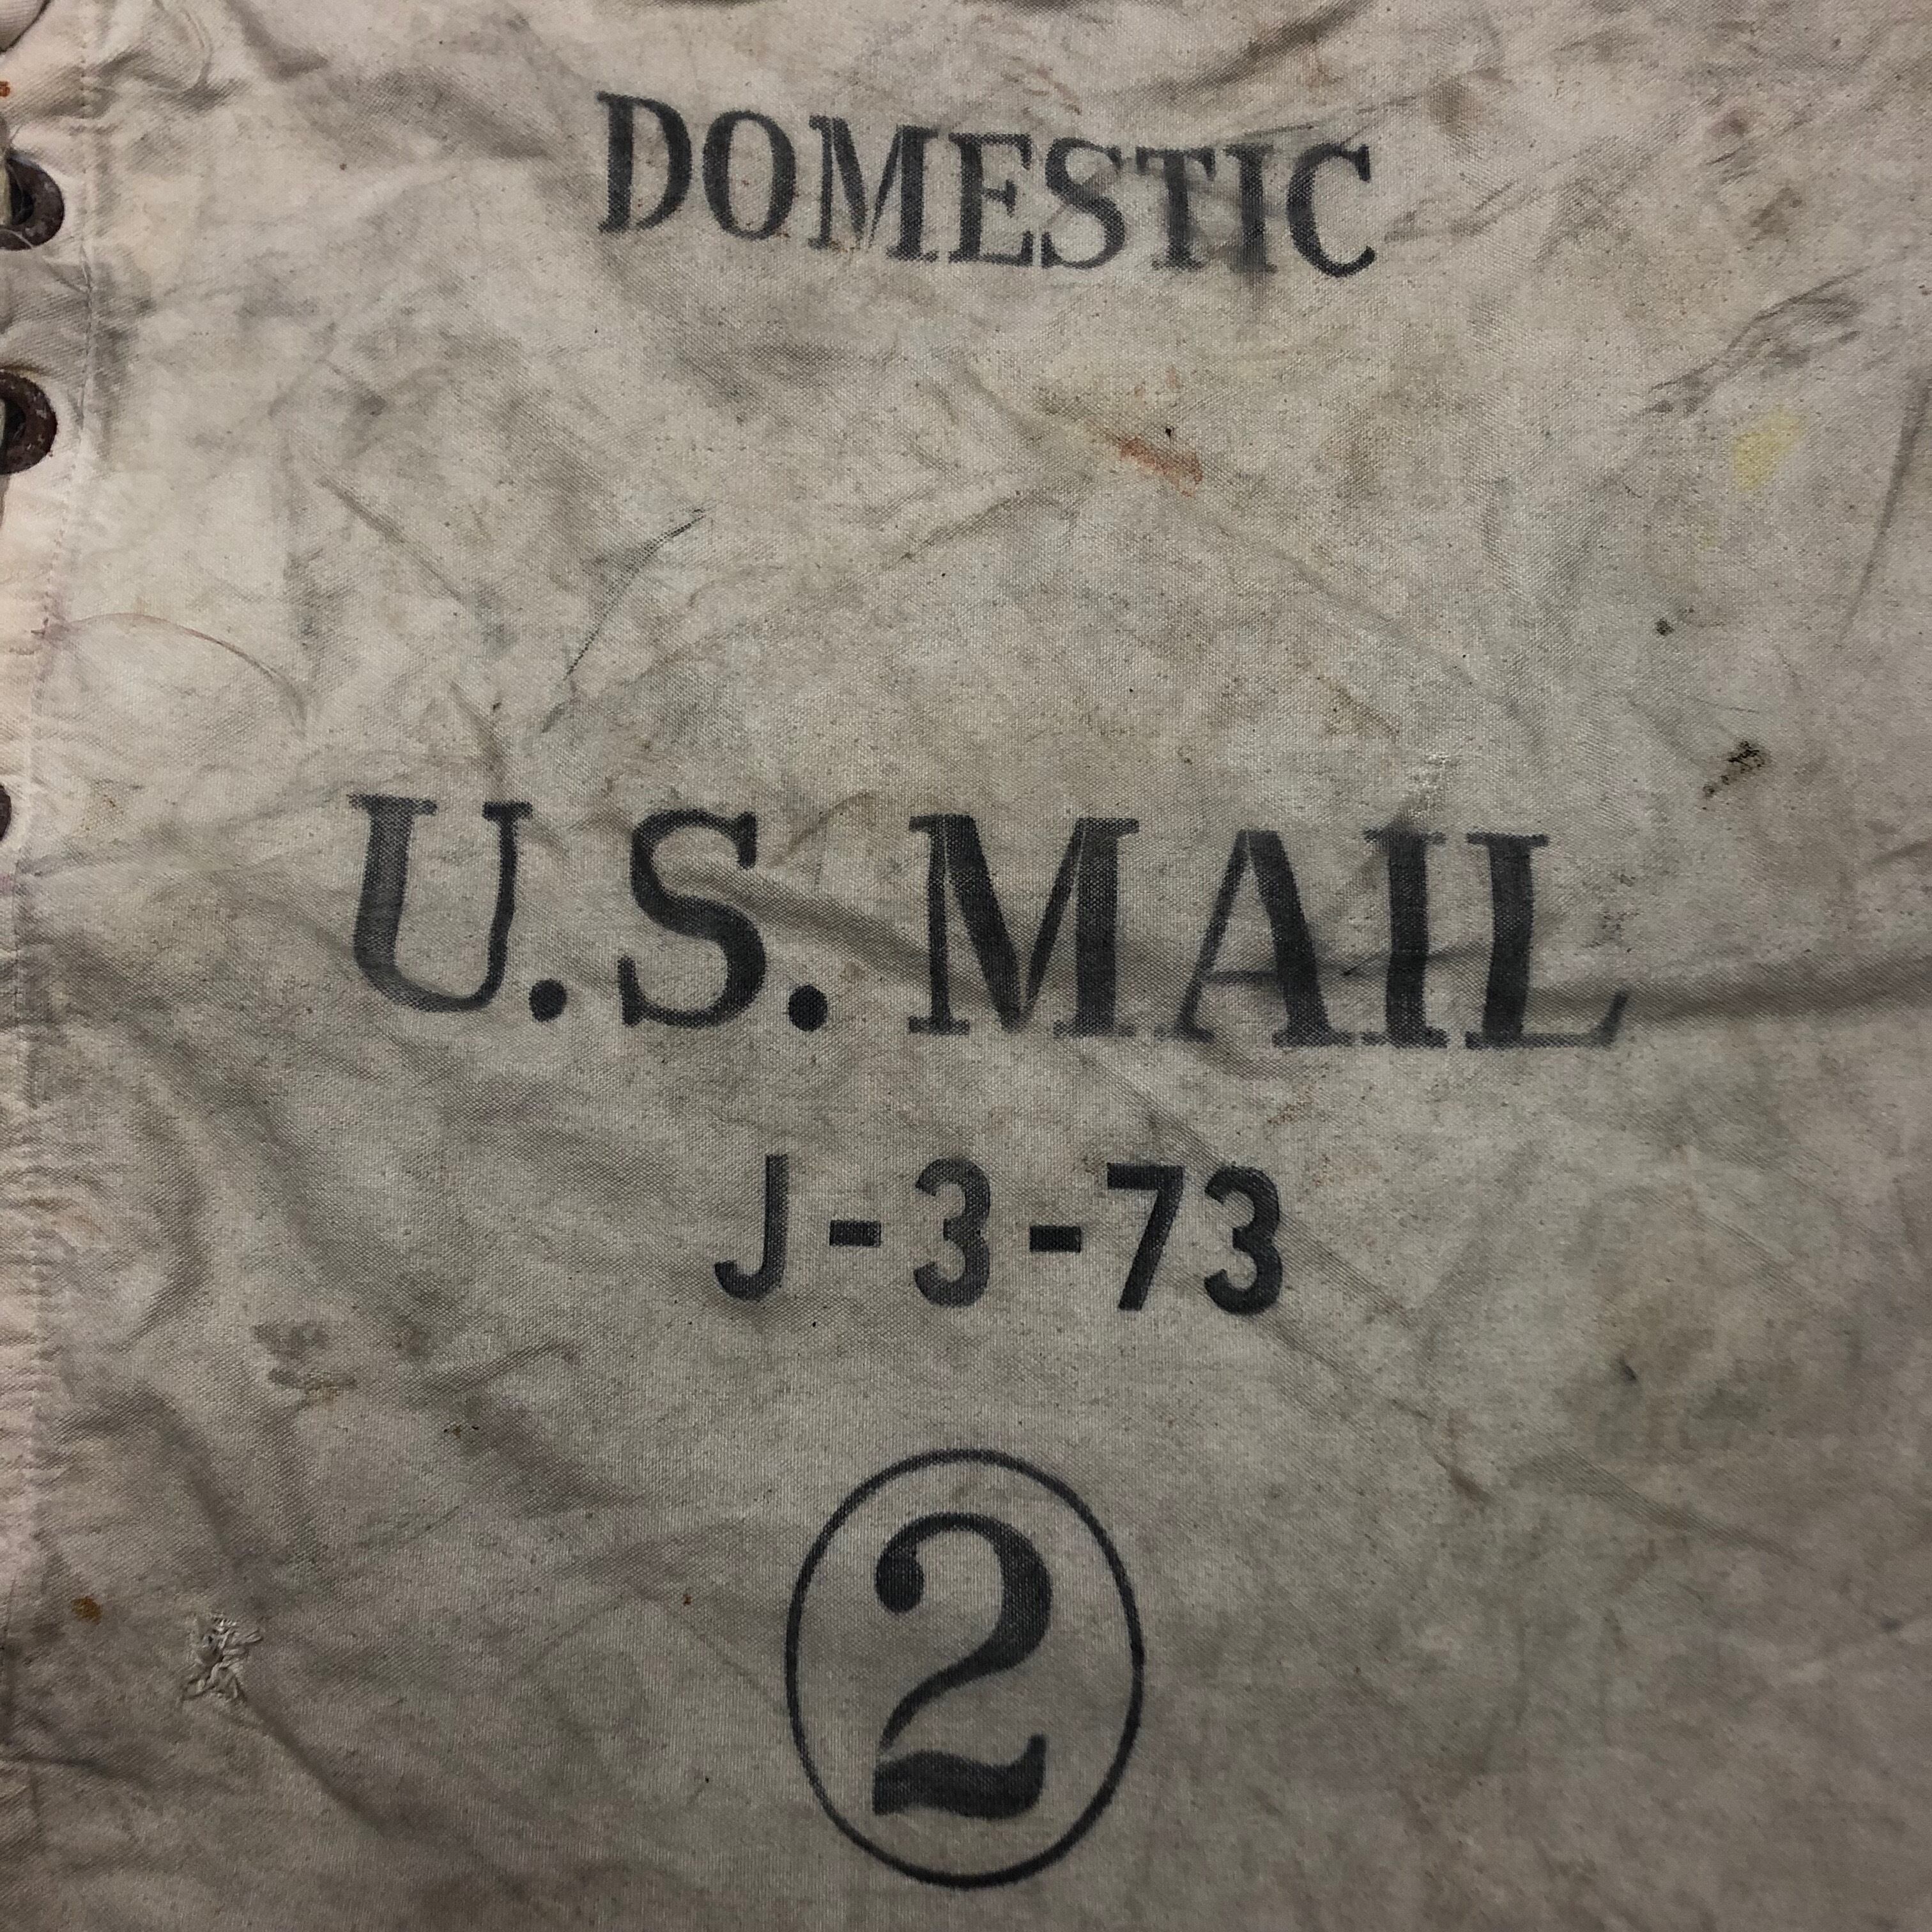 DOMESTIC
U.S. MAIL
J-3-73
2